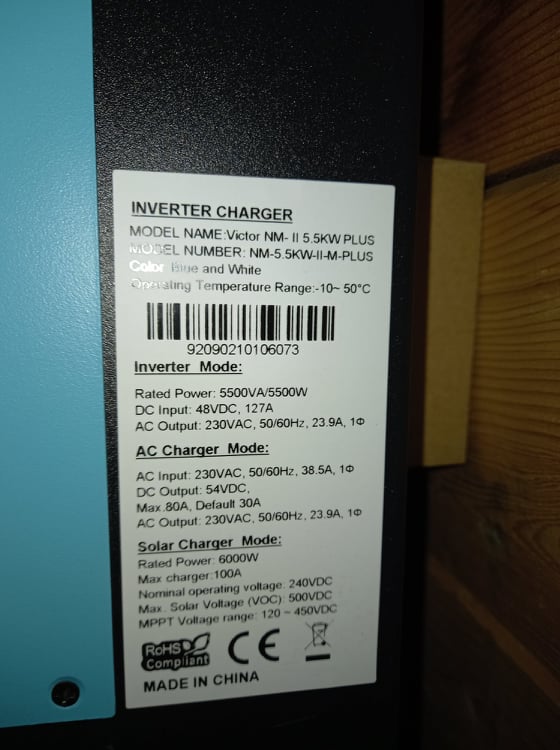 INVERTER CHARGER
MODEL NAME:Victor NM- II 5.5KW PLUS
MODEL NUMBER: NM-5.5KW-II-M-PLUS
Color Blue and White
Operating Temperature Range:-10~ 50°C
92090210106073
Inverter Mode:
Rated Power: 5500VA/5500W
DC Input: 48VDC, 127A
AC Output: 230VAC, 50/60Hz, 23.9A, 1Φ
AC Charger Mode:
AC Input: 230VAC, 50/60Hz, 38.5A, 1Φ
DC Output: 54VDC,
Max.80A, Default 30A
AC Output: 230VAC, 50/60Hz, 23.9A, 1Φ
Solar Charger Mode:
Rated Power: 6000W
Max charger:100A
Nominal operating voltage: 240VDC
Max. Solar Voltage (VOC): 500VDC
MPPT Voltage range: 120 ~ 450VDC
RoHS
Compliant
CE
MADE IN CHINA